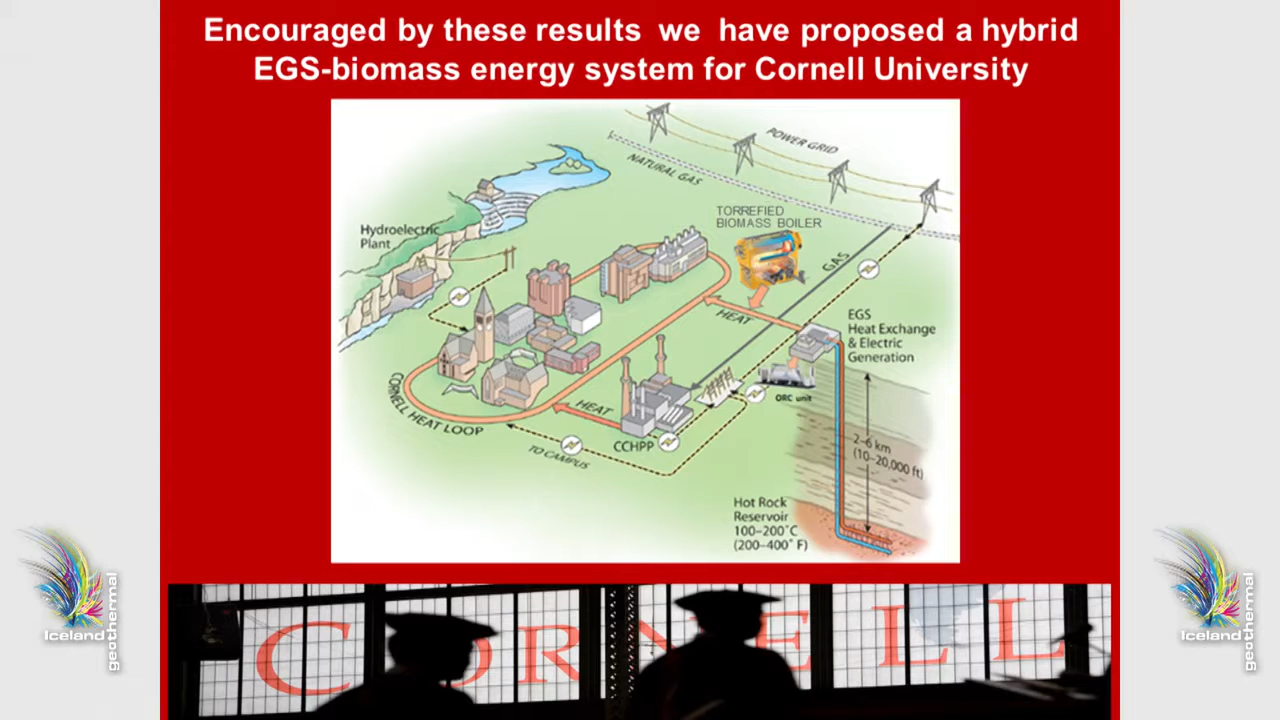 Encouraged by these results we have proposed a hybrid
EGS-biomass energy system for Cornell University
POWER GRID
NATURAL GAS
TORREFIED
BIOMASS BOILER
Hydroelectric
Plant
GAS
HEAT
EGS
Heat Exchange
& Electric
Generation
ORC unit
CORNELL HEAT LOOP
HEAT
CCHPP
TO CAMPUS
2–6 km
(10–20,000 ft)
Hot Rock
Reservoir
100–200°C
(200–400° F)
CORNELL
Iceland
geothermal
Iceland
geothermal